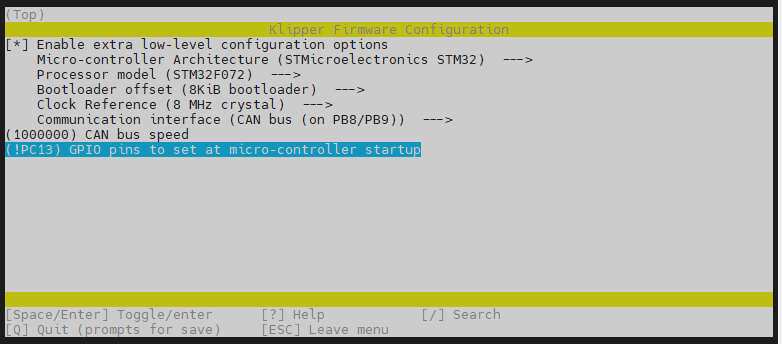 (Top)
Klipper Firmware Configuration
[*] Enable extra low-level configuration options
Micro-controller Architecture (STMicroelectronics STM32)  --->
Processor model (STM32F072)  --->
Bootloader offset (8KiB bootloader)  --->
Clock Reference (8 MHz crystal)  --->
Communication interface (CAN bus (on PB8/PB9))  --->
(1000000) CAN bus speed
(!PC13) GPIO pins to set at micro-controller startup
[Space/Enter] Toggle/enter [?] Help [/] Search
[Q] Quit (prompts for save) [ESC] Leave menu